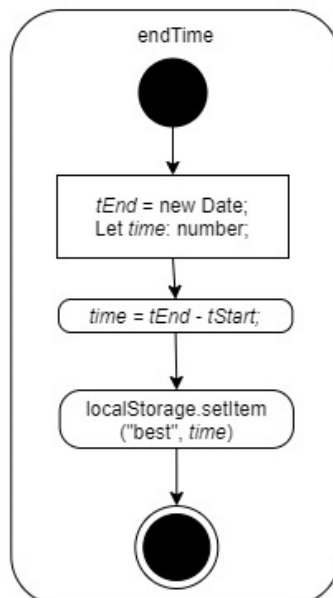 endTime
tEnd = new Date;
Let time: number;
time = tEnd - tStart;
localStorage.setItem
("best", time)